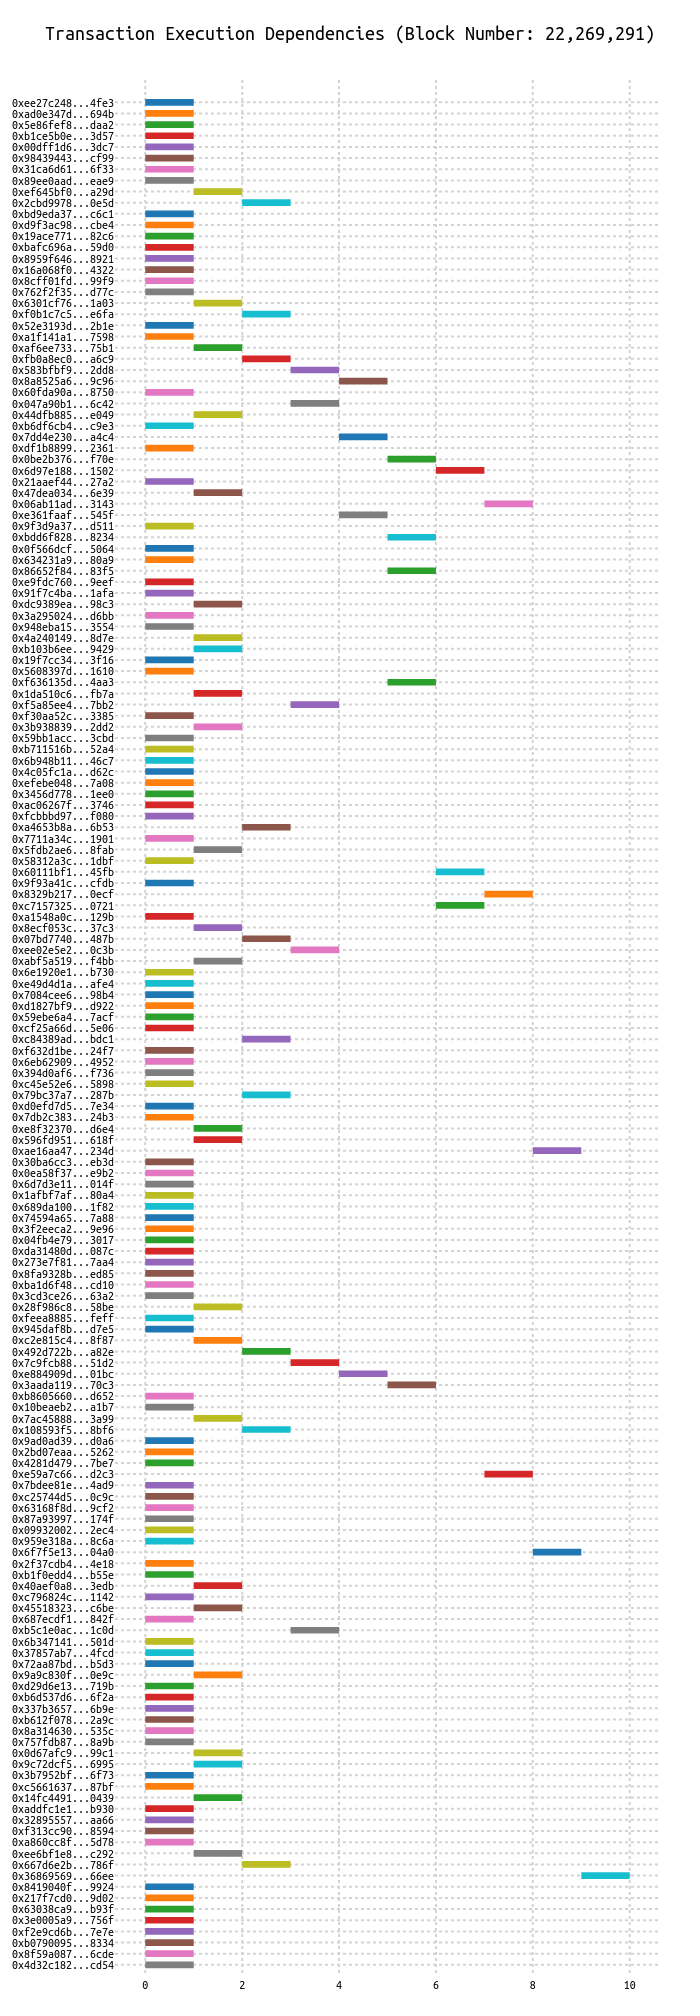 Transaction Execution Dependencies (Block Number: 22,269,291)
0xee27c248...4fe3
0xad0e347d...694b
0x5e86fef8...daa2
0xb1ce5b0e...3d57
0x00dff1d6...3dc7
0x98439443...cf99
0x31ca6d61...6f33
0x89ee0aad...eae9
0xef645bf0...a29d
0x2cbd9978...0e5d
0xbd9eda37...c6c1
0xd9f3ac98...cbe4
0x19ace771...82c6
0xbafc696a...59d0
0x8959f646...8921
0x16a068f0...4322
0x8cff01fd...99f9
0x762f2f35...d77c
0x6301cf76...1a03
0xf0b1c7c5...e6fa
0x52e3193d...2b1e
0xa1f141a1...7598
0xaf6ee733...75b1
0xfb0a8ec0...a6c9
0x583bfbf9...2dd8
0x8a8525a6...9c96
0x60fda90a...8750
0x047a90b1...6c42
0x44dfb885...e049
0xb6df6cb4...c9e3
0x7dd4e230...a4c4
0xdf1b8899...2361
0x0be2b376...f70e
0x6d97e188...1502
0x21aaef44...27a2
0x47dea034...6e39
0x06ab11ad...3143
0xe361faaf...545f
0x9f3d9a37...d511
0xbdd6f828...8234
0x0f566dcf...5064
0x634231a9...80a9
0x86652f84...83f5
0xe9fdc760...9eef
0x91f7c4ba...1afa
0xdc9389ea...98c3
0x3a295024...d6bb
0x948eba15...3554
0x4a240149...8d7e
0xb103b6ee...9429
0x19f7cc34...3f16
0x5608397d...1610
0xf636135d...4aa3
0x1da510c6...fb7a
0xf5a85ee4...7bb2
0xf30aa52c...3385
0x3b938839...2dd2
0x59bb1acc...3cbd
0xb711516b...52a4
0x6b948b11...46c7
0x4c05fc1a...d62c
0xefebe048...7a08
0x3456d778...1ee0
0xac06267f...3746
0xfcbbbd97...f080
0xa4653b8a...6b53
0x7711a34c...1901
0x5fdb2ae6...8fab
0x58312a3c...1dbf
0x60111bf1...45fb
0x9f93a41c...cfdb
0x8329b217...0ecf
0xc7157325...0721
0xa1548a0c...129b
0x8ecf053c...37c3
0x07bd7740...487b
0xee02e5e2...0c3b
0xabf5a519...f4bb
0x6e1920e1...b730
0xe49d4d1a...afe4
0x7084cee6...98b4
0xd1827bf9...d922
0x59ebe6a4...7acf
0xcf25a66d...5e06
0xc84389ad...bdc1
0xf632d1be...24f7
0x6eb62909...4952
0x394d0af6...f736
0xc45e52e6...5898
0x79bc37a7...287b
0xd0efd7d5...7e34
0x7db2c383...24b3
0xe8f32370...d6e4
0x596fd951...618f
0xae16aa47...234d
0x30ba6cc3...eb3d
0x0ea58f37...e9b2
0x6d7d3e11...014f
0x1afbf7af...80a4
0x689da100...1f82
0x74594a65...7a88
0x3f2eeca2...9e96
0x04fb4e79...3017
0xda31480d...087c
0x273e7f81...7aa4
0x8fa9328b...ed85
0xba1d6f48...cd10
0x3cd3ce26...63a2
0x28f986c8...58be
0xfeea8885...feff
0x945daf8b...d7e5
0xc2e815c4...8f87
0x492d722b...a82e
0x7c9fcb88...51d2
0xe884909d...01bc
0x3aada119...70c3
0xb8605660...d652
0x10beaeb2...a1b7
0x7ac45888...3a99
0x108593f5...8bf6
0x9ad0ad39...d0a6
0x2bd07eaa...5262
0x4281d479...7be7
0xe59a7c66...d2c3
0x7bdee81e...4ad9
0xc25744d5...0c9c
0x63168f8d...9cf2
0x87a93997...174f
0x09932002...2ec4
0x959e318a...8c6a
0x6f7f5e13...04a0
0x2f37cdb4...4e18
0xb1f0edd4...b55e
0x40aef0a8...3edb
0xc796824c...1142
0x45518323...c6be
0x687ecdf1...842f
0xb5c1e0ac...1c0d
0x6b347141...501d
0x37857ab7...4fcd
0x72aa87bd...b5d3
0x9a9c830f...0e9c
0xd29d6e13...719b
0xb6d537d6...6f2a
0x337b3657...6b9e
0xb612f078...2a9c
0x8a314630...535c
0x757fdb87...8a9b
0x0d67afc9...99c1
0x9c72dcf5...6995
0x3b7952bf...6f73
0xc5661637...87bf
0x14fc4491...0439
0xaddfc1e1...b930
0x32895557...aa66
0xf313cc90...8594
0xa860cc8f...5d78
0xee6bf1e8...c292
0x667d6e2b...786f
0x36869569...66ee
0x8419040f...9924
0x217f7cd0...9d02
0x63038ca9...b93f
0x3e0005a9...756f
0xf2e9cd6b...7e7e
0xb0790095...8334
0x8f59a087...6cde
0x4d32c182...cd54
0 2 4 6 8 10